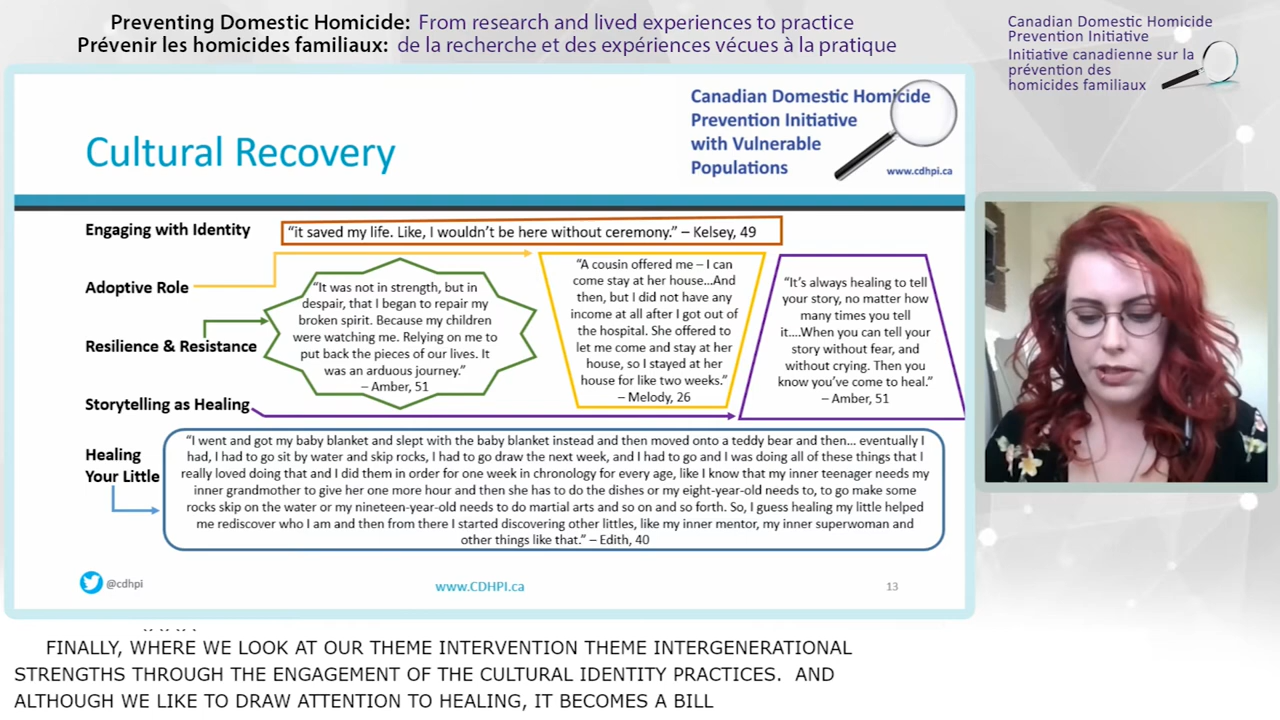 Preventing Domestic Homicide: From research and lived experiences to practice
Prévenir les homicides familiaux: de la recherche et des expériences vécues à la pratique
Canadian Domestic Homicide
Prevention Initiative
Initiative canadienne sur la
prévention des
homicides familiaux
Canadian Domestic Homicide
Prevention Initiative
with Vulnerable
Populations
www.cdhpi.ca
Cultural Recovery
Engaging with Identity
"it saved my life. Like, I wouldn't be here without ceremony." – Kelsey, 49
Adoptive Role
"A cousin offered me – I can
come stay at her house...And
then, but I did not have any
income at all after I got out of
the hospital. She offered to
let me come and stay at her
house, so I stayed at her
house for like two weeks."
– Melody, 26
Resilience & Resistance
"It was not in strength, but in
despair, that I began to repair my
broken spirit. Because my children
were watching me. Relying on me to
put back the pieces of our lives. It
was an arduous journey."
– Amber, 51
Storytelling as Healing
"It's always healing to tell
your story, no matter how
many times you tell
it....When you can tell your
story without fear, and
without crying. Then you
know you've come to heal."
– Amber, 51
Healing
Your Little
"I went and got my baby blanket and slept with the baby blanket instead and then moved onto a teddy bear and then... eventually I
had, I had to go sit by water and skip rocks, I had to go draw the next week, and I had to go and I was doing all of these things that I
really loved doing that and I did them in order for one week in chronology for every age, like I know that my inner teenager needs my
inner grandmother to give her one more hour and then she has to do the dishes or my eight-year-old needs to, to go make some
rocks skip on the water or my nineteen-year-old needs to do martial arts and so on and so forth. So, I guess healing my little helped
me rediscover who I am and then from there I started discovering other littles, like my inner mentor, my inner superwoman and
other things like that." – Edith, 40
@cdhpi
www.CDHPI.ca
13
FINALLY, WHERE WE LOOK AT OUR THEME INTERVENTION THEME INTERGENERATIONAL
STRENGTHS THROUGH THE ENGAGEMENT OF THE CULTURAL IDENTITY PRACTICES. AND
ALTHOUGH WE LIKE TO DRAW ATTENTION TO HEALING, IT BECOMES A BILL